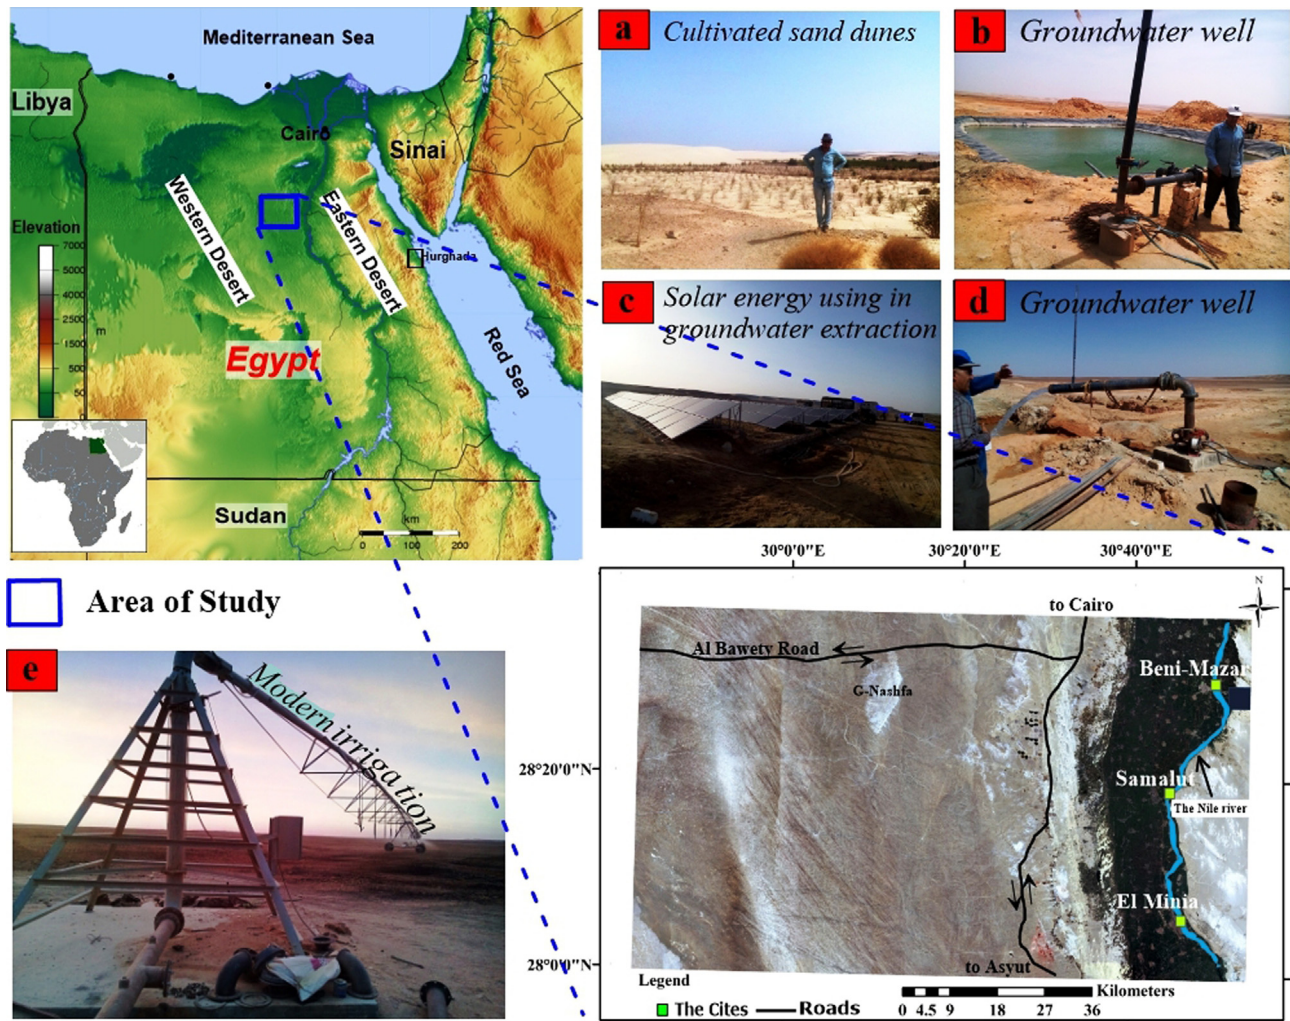 Mediterranean Sea
Libya
Cairo
Sinai
Western Desert
Eastern Desert
Hurghada
Red Sea
Egypt
Sudan
Elevation
7000
5000
2500
1500
500
50
0
m
km
0
100
200
Area of Study
a
Cultivated sand dunes
b
Groundwater well
c
Solar energy using in
groundwater extraction
d
Groundwater well
e
Modern irrigation
30°0'0"E
30°20'0"E
30°40'0"E
28°20'0"N
28°0'0"N
N
to Cairo
Al Bawety Road
G-Nashfa
Beni-Mazar
Samalut
The Nile river
El Minia
to Asyut
Legend
The Cites
Roads
Kilometers
0 4.5 9 18 27 36